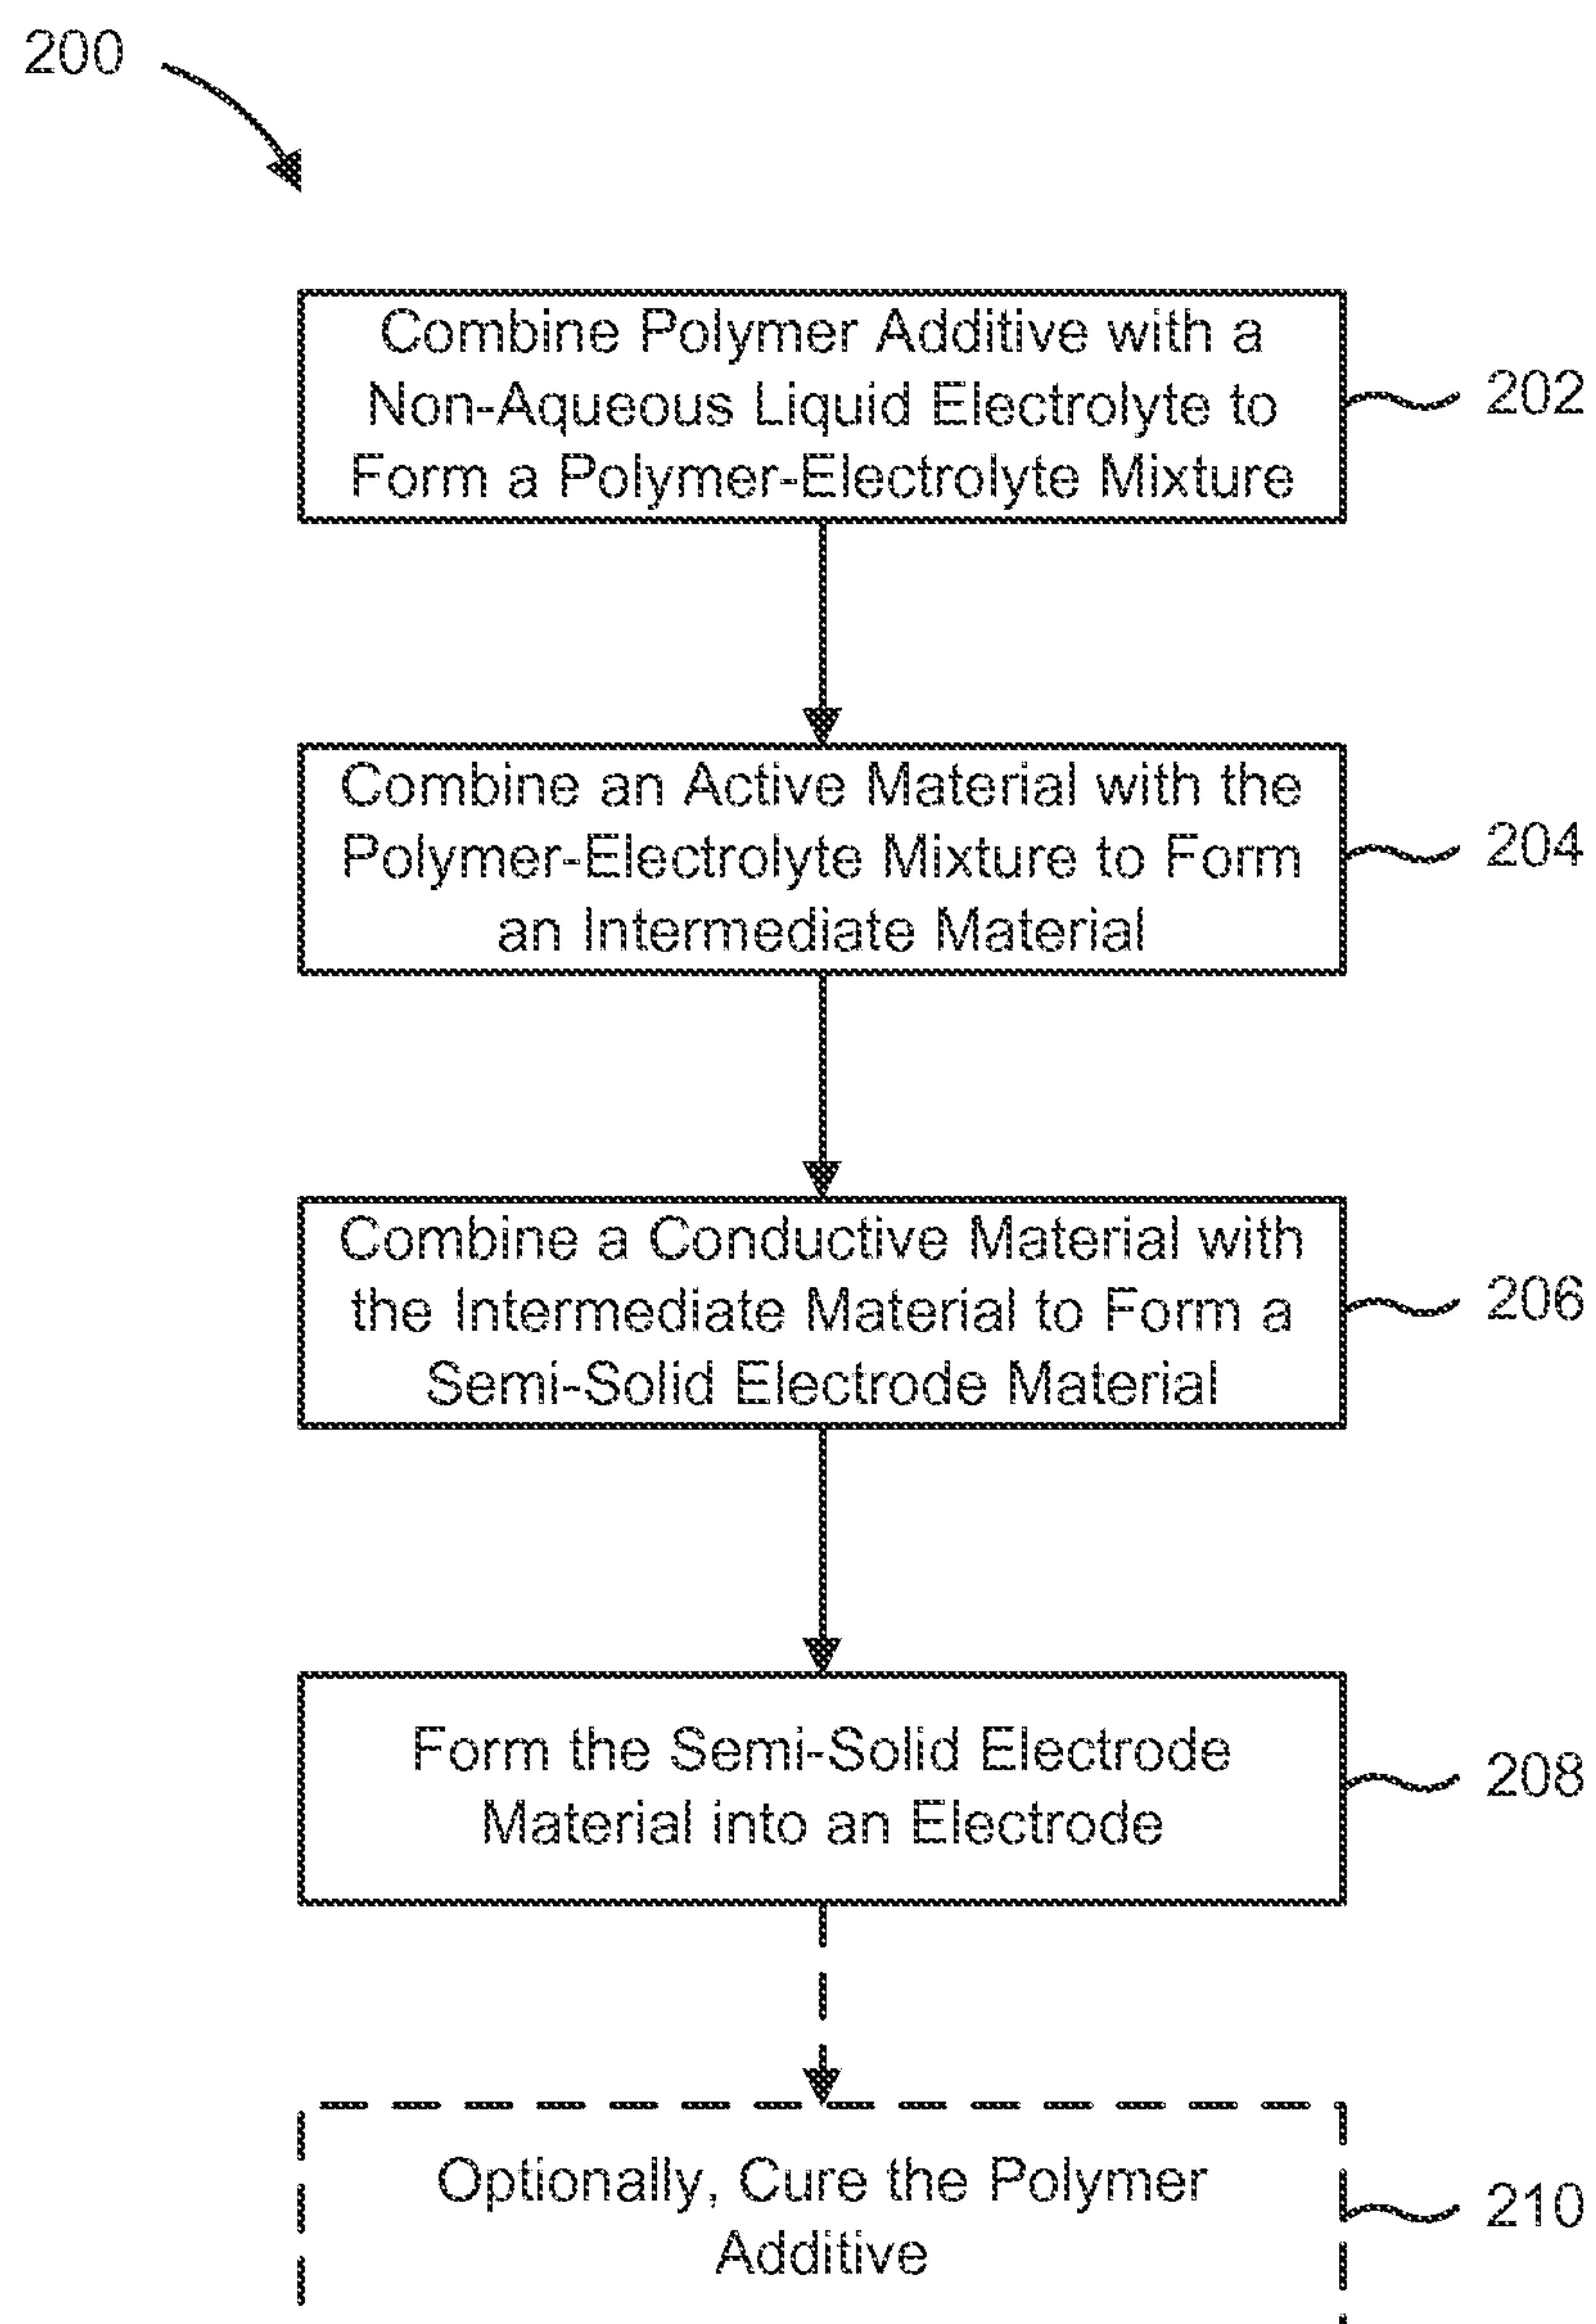 200
Combine Polymer Additive with a
Non-Aqueous Liquid Electrolyte to
Form a Polymer-Electrolyte Mixture
202
Combine an Active Material with the
Polymer-Electrolyte Mixture to Form
an Intermediate Material
204
Combine a Conductive Material with
the Intermediate Material to Form a
Semi-Solid Electrode Material
206
Form the Semi-Solid Electrode
Material into an Electrode
208
Optionally, Cure the Polymer
Additive
210